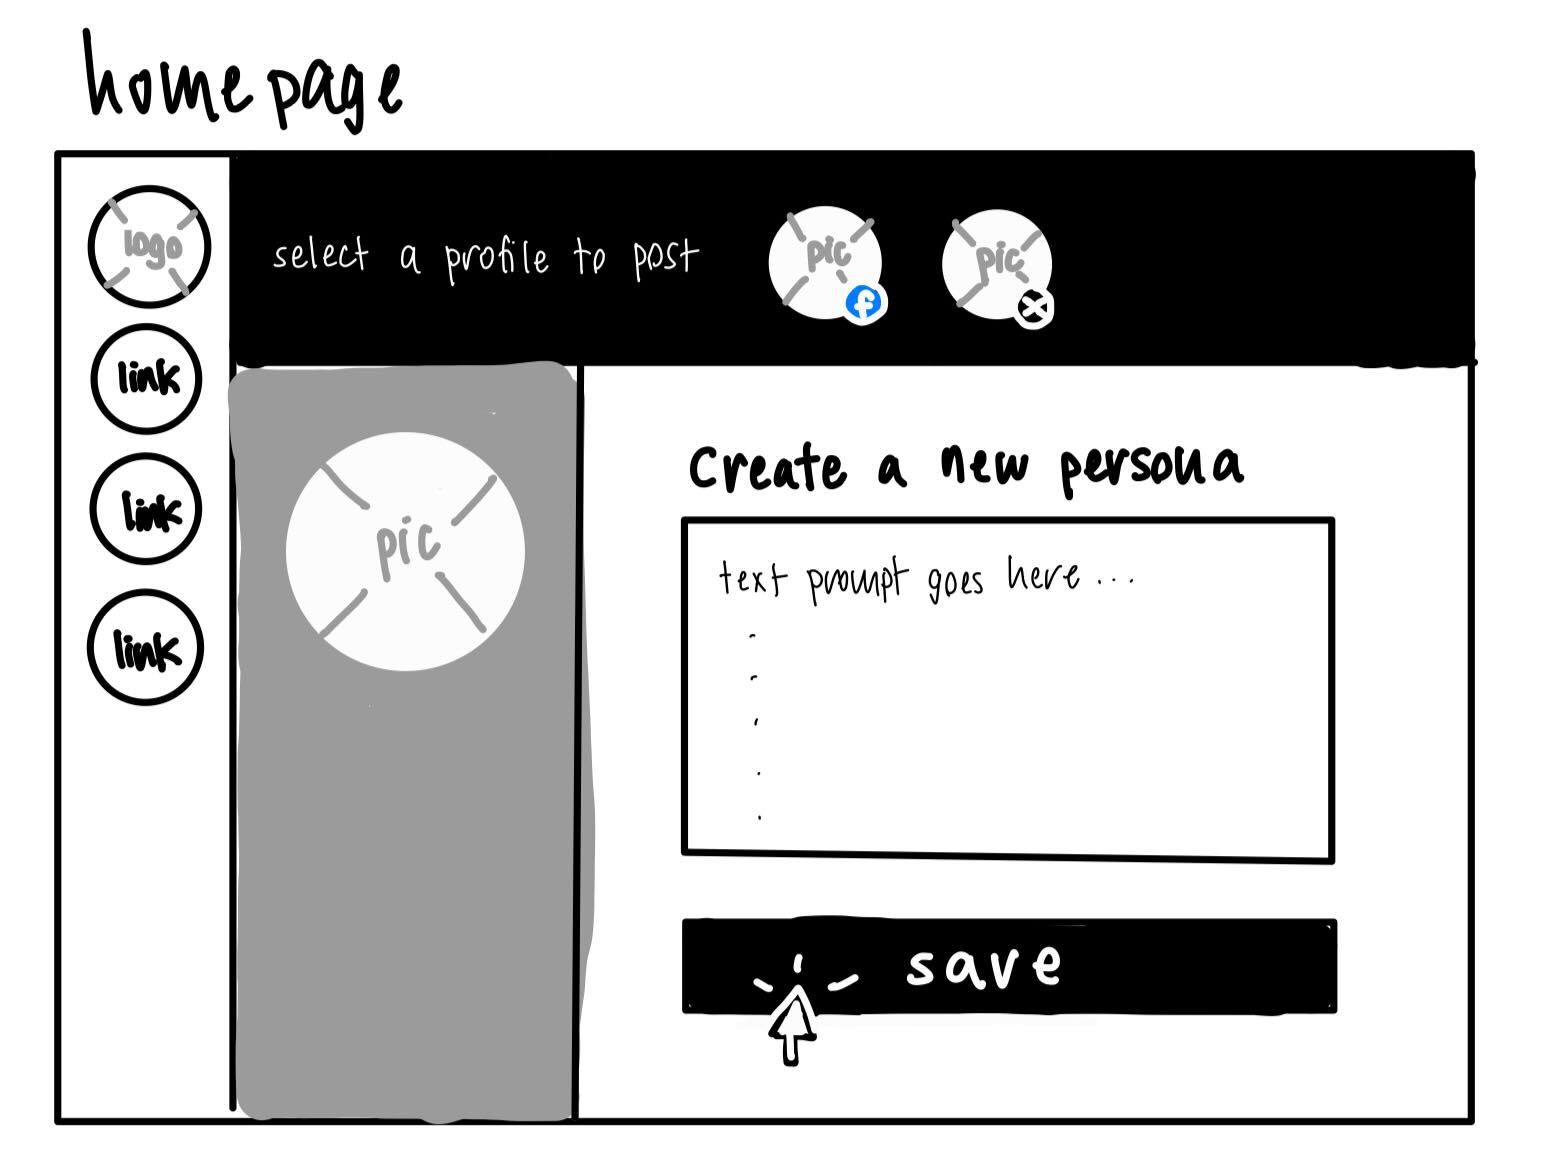 homepage
logo
select a profile to post
pic
f
pic
X
link
link
link
pic
Create a new persona
text prompt goes here ...
save